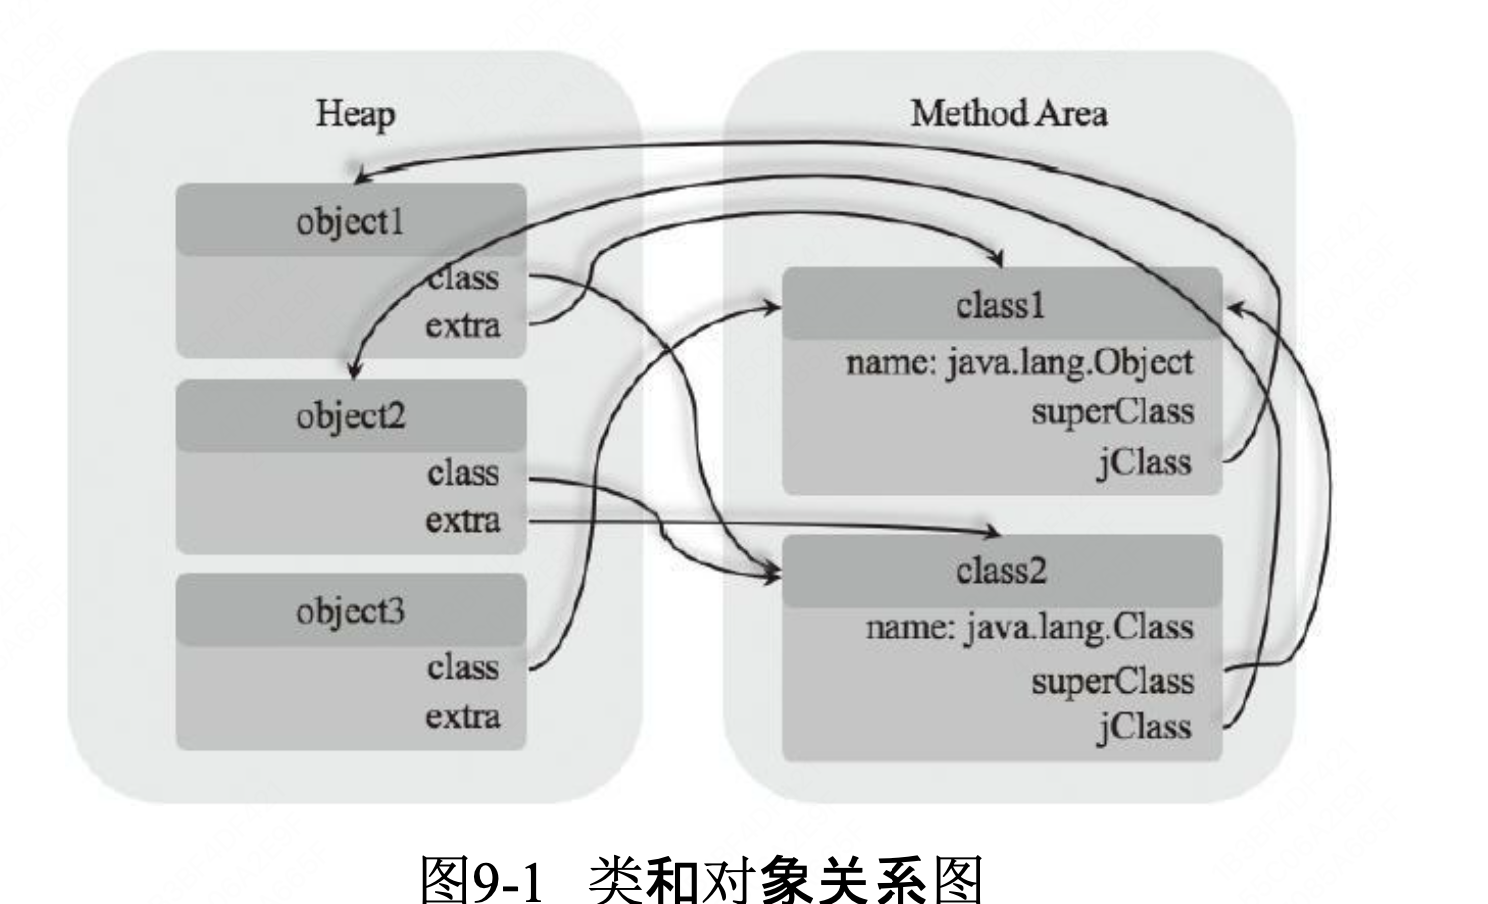 Heap
object1
class
extra
object2
class
extra
object3
class
extra
Method Area
class1
name: java.lang.Object
superClass
jClass
class2
name: java.lang.Class
superClass
jClass
图9-1 类和对象关系图